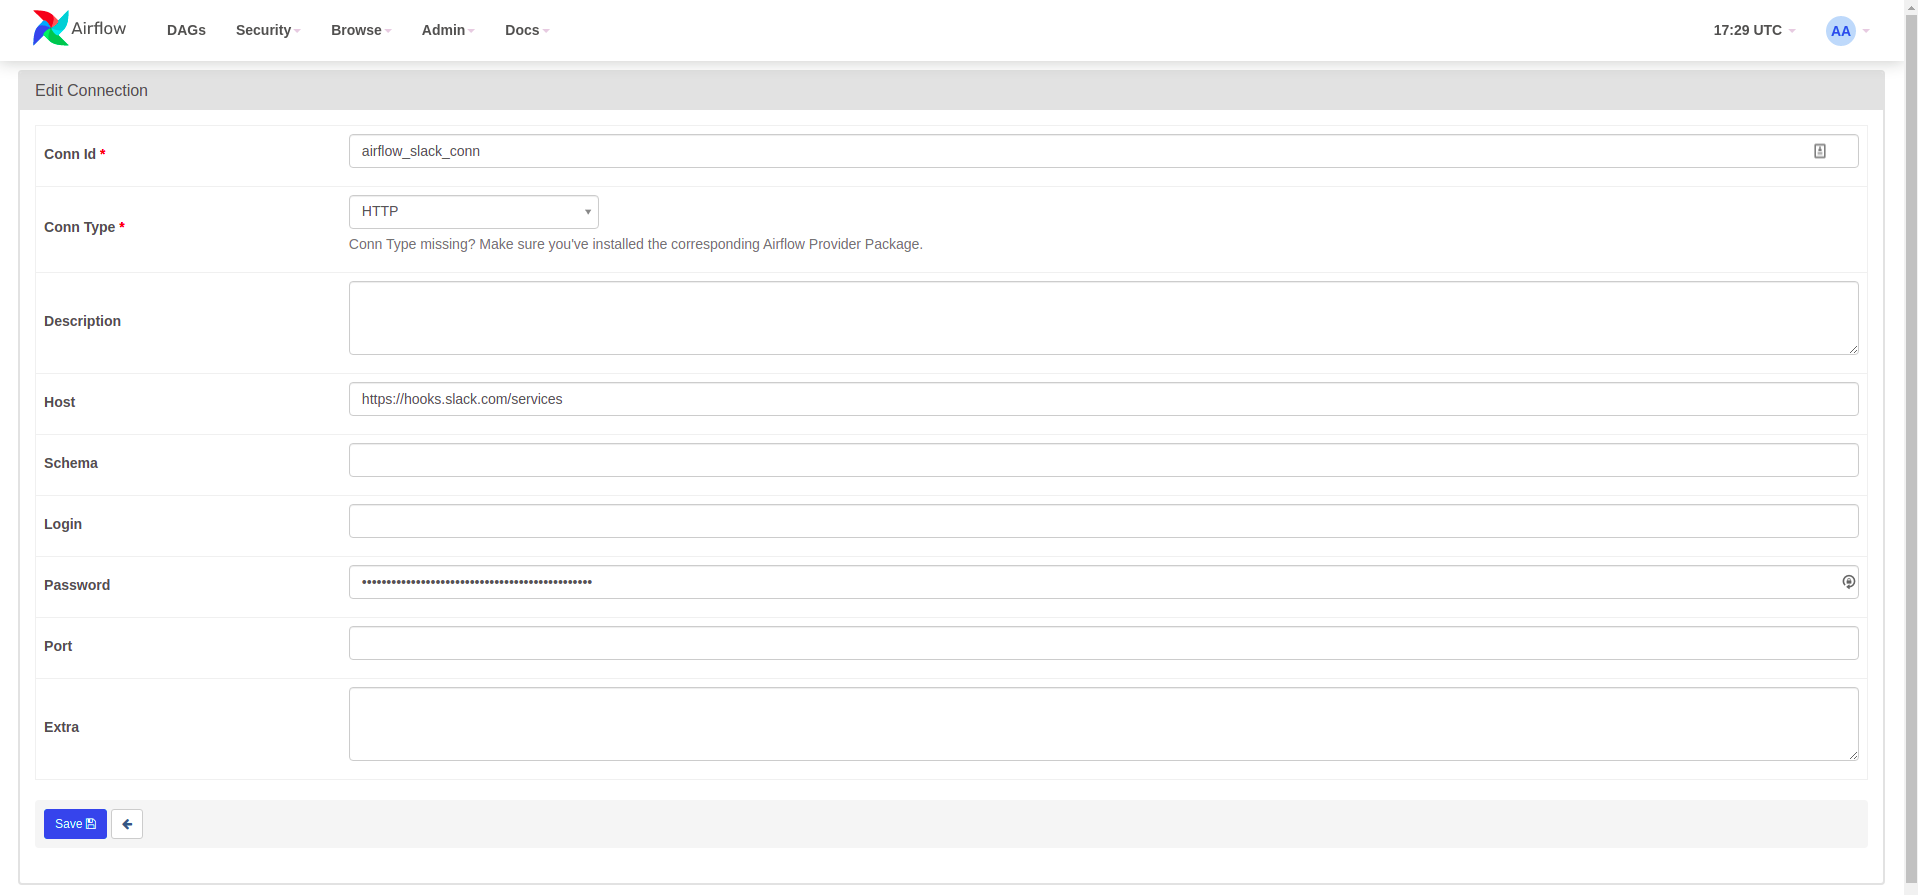 Airflow DAGs Security Browse Admin Docs 17:29 UTC AA
Edit Connection
Conn Id * airflow_slack_conn
Conn Type * HTTP
Conn Type missing? Make sure you've installed the corresponding Airflow Provider Package.
Description
Host https://hooks.slack.com/services
Schema
Login
Password •••••••••••••••••••••••••••••••••••••••••••••••
Port
Extra
Save